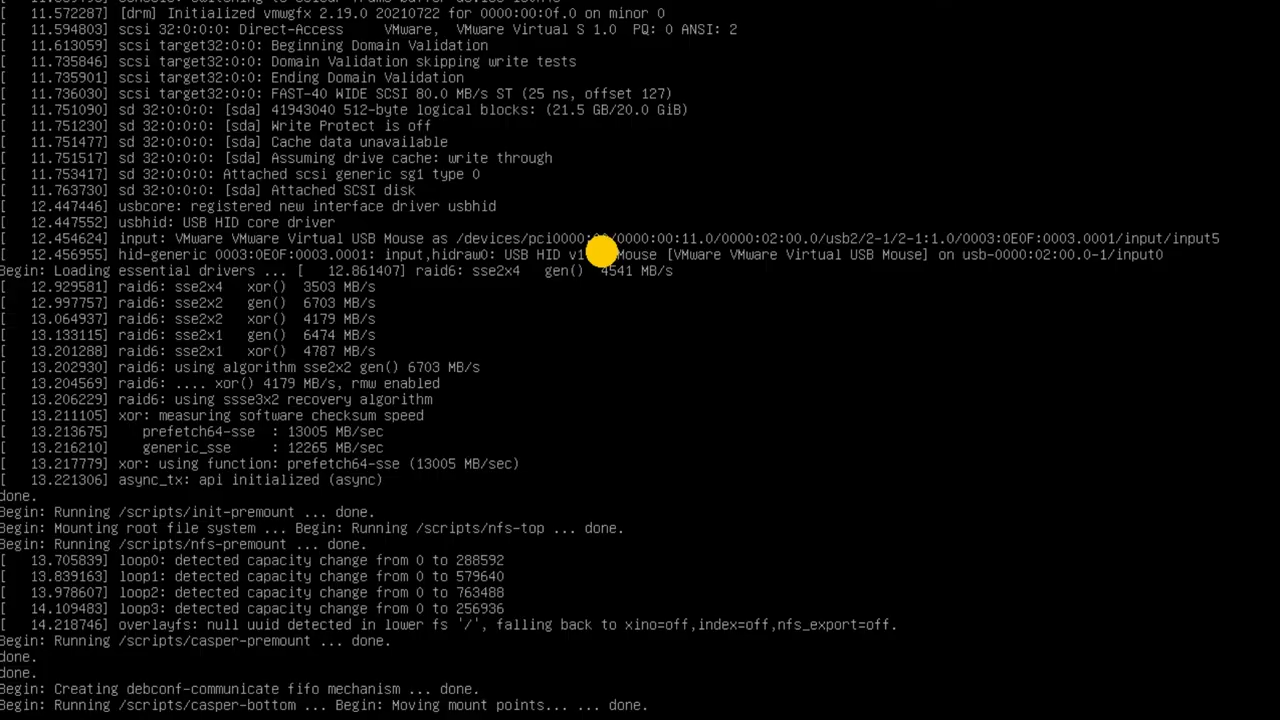 [   11.572287] [drm] Initialized vmwgfx 2.19.0 20210722 for 0000:00:0f.0 on minor 0
[   11.594803] scsi 32:0:0:0: Direct-Access     VMware,  VMware Virtual S 1.0  PQ: 0 ANSI: 2
[   11.613059] scsi target32:0:0: Beginning Domain Validation
[   11.735846] scsi target32:0:0: Domain Validation skipping write tests
[   11.735901] scsi target32:0:0: Ending Domain Validation
[   11.736030] scsi target32:0:0: FAST-40 WIDE SCSI 80.0 MB/s ST (25 ns, offset 127)
[   11.751090] sd 32:0:0:0: [sda] 41943040 512-byte logical blocks: (21.5 GB/20.0 GiB)
[   11.751230] sd 32:0:0:0: [sda] Write Protect is off
[   11.751477] sd 32:0:0:0: [sda] Cache data unavailable
[   11.751517] sd 32:0:0:0: [sda] Assuming drive cache: write through
[   11.753417] sd 32:0:0:0: Attached scsi generic sg1 type 0
[   11.763730] sd 32:0:0:0: [sda] Attached SCSI disk
[   12.447446] usbcore: registered new interface driver usbhid
[   12.447552] usbhid: USB HID core driver
[   12.454624] input: VMware VMware Virtual USB Mouse as /devices/pci0000:00/0000:00:11.0/0000:02:00.0/usb2/2-1/2-1:1.0/0003:0E0F:0003.0001/input/input5
[   12.456955] hid-generic 0003:0E0F:0003.0001: input,hidraw0: USB HID v1 Mouse [VMware VMware Virtual USB Mouse] on usb-0000:02:00.0-1/input0
Begin: Loading essential drivers ... [   12.861407] raid6: sse2x4   gen()  4541 MB/s
[   12.929581] raid6: sse2x4   xor()  3503 MB/s
[   12.997757] raid6: sse2x2   gen()  6703 MB/s
[   13.064937] raid6: sse2x2   xor()  4179 MB/s
[   13.133115] raid6: sse2x1   gen()  6474 MB/s
[   13.201288] raid6: sse2x1   xor()  4787 MB/s
[   13.202930] raid6: using algorithm sse2x2 gen() 6703 MB/s
[   13.204569] raid6: .... xor() 4179 MB/s, rmw enabled
[   13.206229] raid6: using ssse3x2 recovery algorithm
[   13.211105] xor: measuring software checksum speed
[   13.213675]    prefetch64-sse  : 13005 MB/sec
[   13.216210]    generic_sse     : 12265 MB/sec
[   13.217779] xor: using function: prefetch64-sse (13005 MB/sec)
[   13.221306] async_tx: api initialized (async)
done.
Begin: Running /scripts/init-premount ... done.
Begin: Mounting root file system ... Begin: Running /scripts/nfs-top ... done.
Begin: Running /scripts/nfs-premount ... done.
[   13.705839] loop0: detected capacity change from 0 to 288592
[   13.839163] loop1: detected capacity change from 0 to 579640
[   13.978607] loop2: detected capacity change from 0 to 763488
[   14.109483] loop3: detected capacity change from 0 to 256936
[   14.218746] overlayfs: null uuid detected in lower fs '/', falling back to xino=off,index=off,nfs_export=off.
Begin: Running /scripts/casper-premount ... done.
done.
done.
Begin: Creating debconf-communicate fifo mechanism ... done.
Begin: Running /scripts/casper-bottom ... Begin: Moving mount points... ... done.